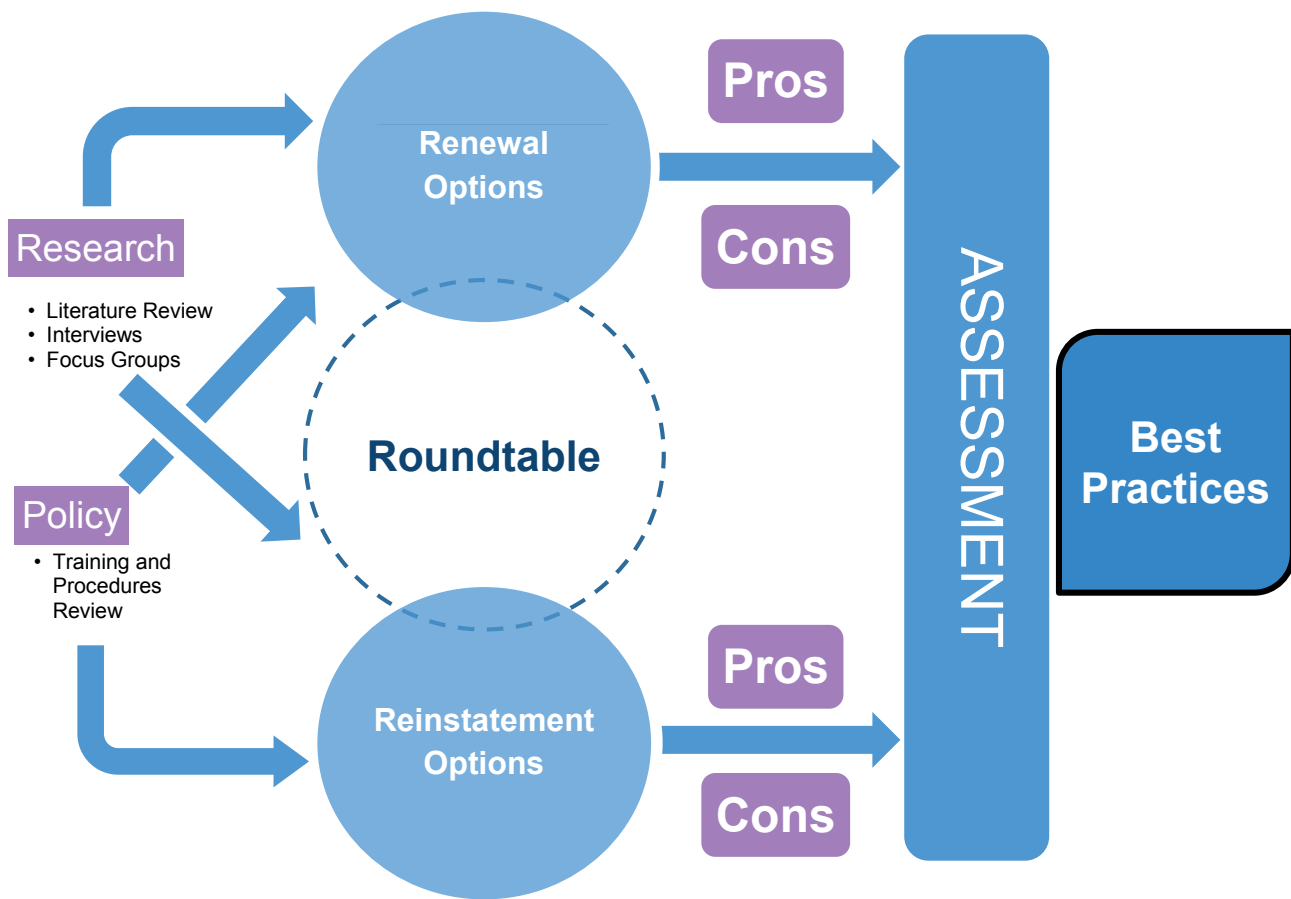 Research
• Literature Review
• Interviews
• Focus Groups
Policy
• Training and
Procedures
Review
Renewal
Options
Roundtable
Reinstatement
Options
Pros
Cons
Pros
Cons
ASSESSMENT
Best
Practices